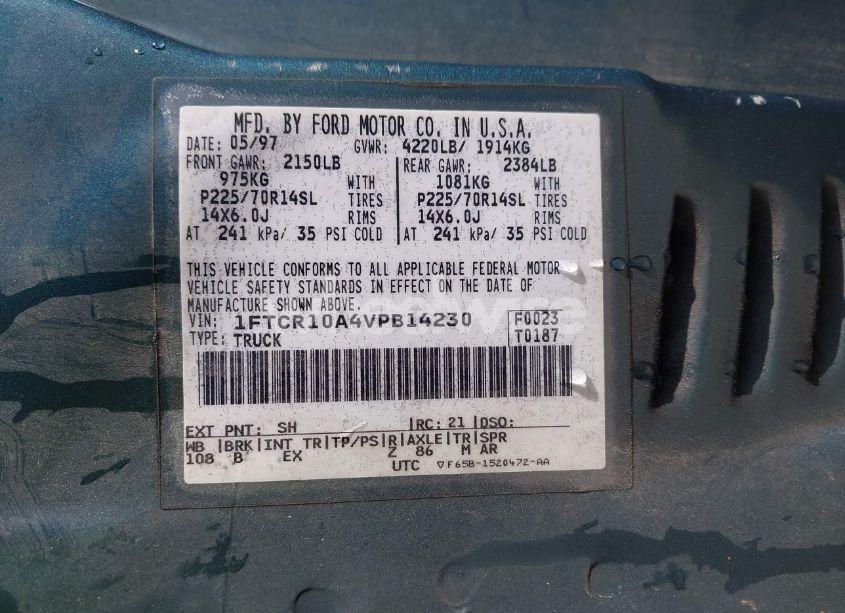 MFD. BY FORD MOTOR CO. IN U.S.A.
DATE: 05/97 GVWR: 4220LB/ 1914KG
FRONT GAWR: 2150LB REAR GAWR: 2384LB
975KG WITH 1081KG WITH
P225/70R14SL TIRES P225/70R14SL TIRES
14X6.0J RIMS 14X6.0J RIMS
AT 241 kPa/ 35 PSI COLD AT 241 kPa/ 35 PSI COLD
THIS VEHICLE CONFORMS TO ALL APPLICABLE FEDERAL MOTOR
VEHICLE SAFETY STANDARDS IN EFFECT ON THE DATE OF
MANUFACTURE SHOWN ABOVE.
VIN: 1FTCR10A4VPB14230 F0023
TYPE: TRUCK T0187
EXT PNT: SH RC: 21 DSO:
WB BRK INT TR TP/PS R AXLE TR SPR
108 B EX Z 86 M AR
UTC F65B-1520472-AA